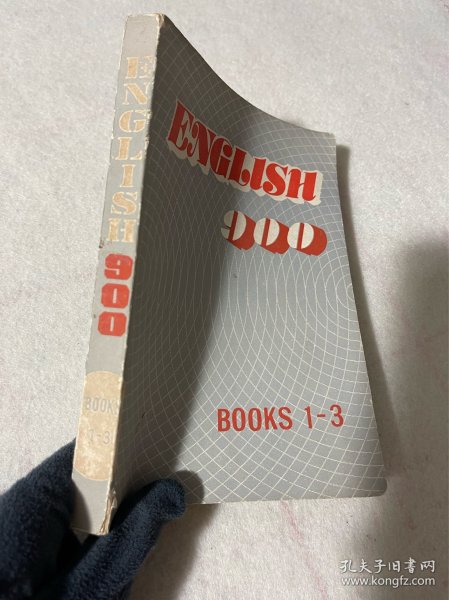 ENGLISH
900
BOOKS 1-3
ENGLISH
900
BOOKS
1-3
孔夫子旧书网
www.kongfz.com